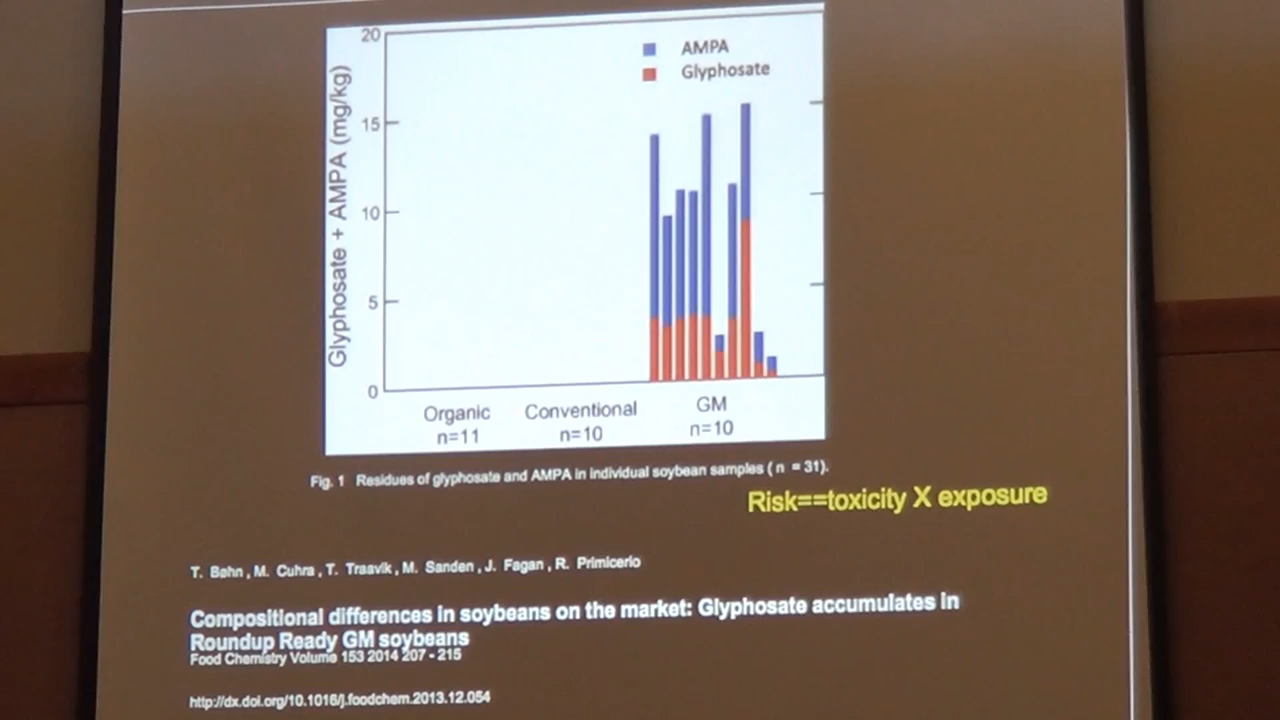 20
15
10
5
0
Glyphosate + AMPA (mg/kg)
AMPA
Glyphosate
Organic
n=11
Conventional
n=10
GM
n=10
Fig. 1 Residues of glyphosate and AMPA in individual soybean samples ( n = 31).
Risk==toxicity X exposure
T. Bøhn , M. Cuhra , T. Traavik , M. Sanden , J. Fagan , R. Primicerio
Compositional differences in soybeans on the market: Glyphosate accumulates in
Roundup Ready GM soybeans
Food Chemistry Volume 153 2014 207 - 215
http://dx.doi.org/10.1016/j.foodchem.2013.12.054